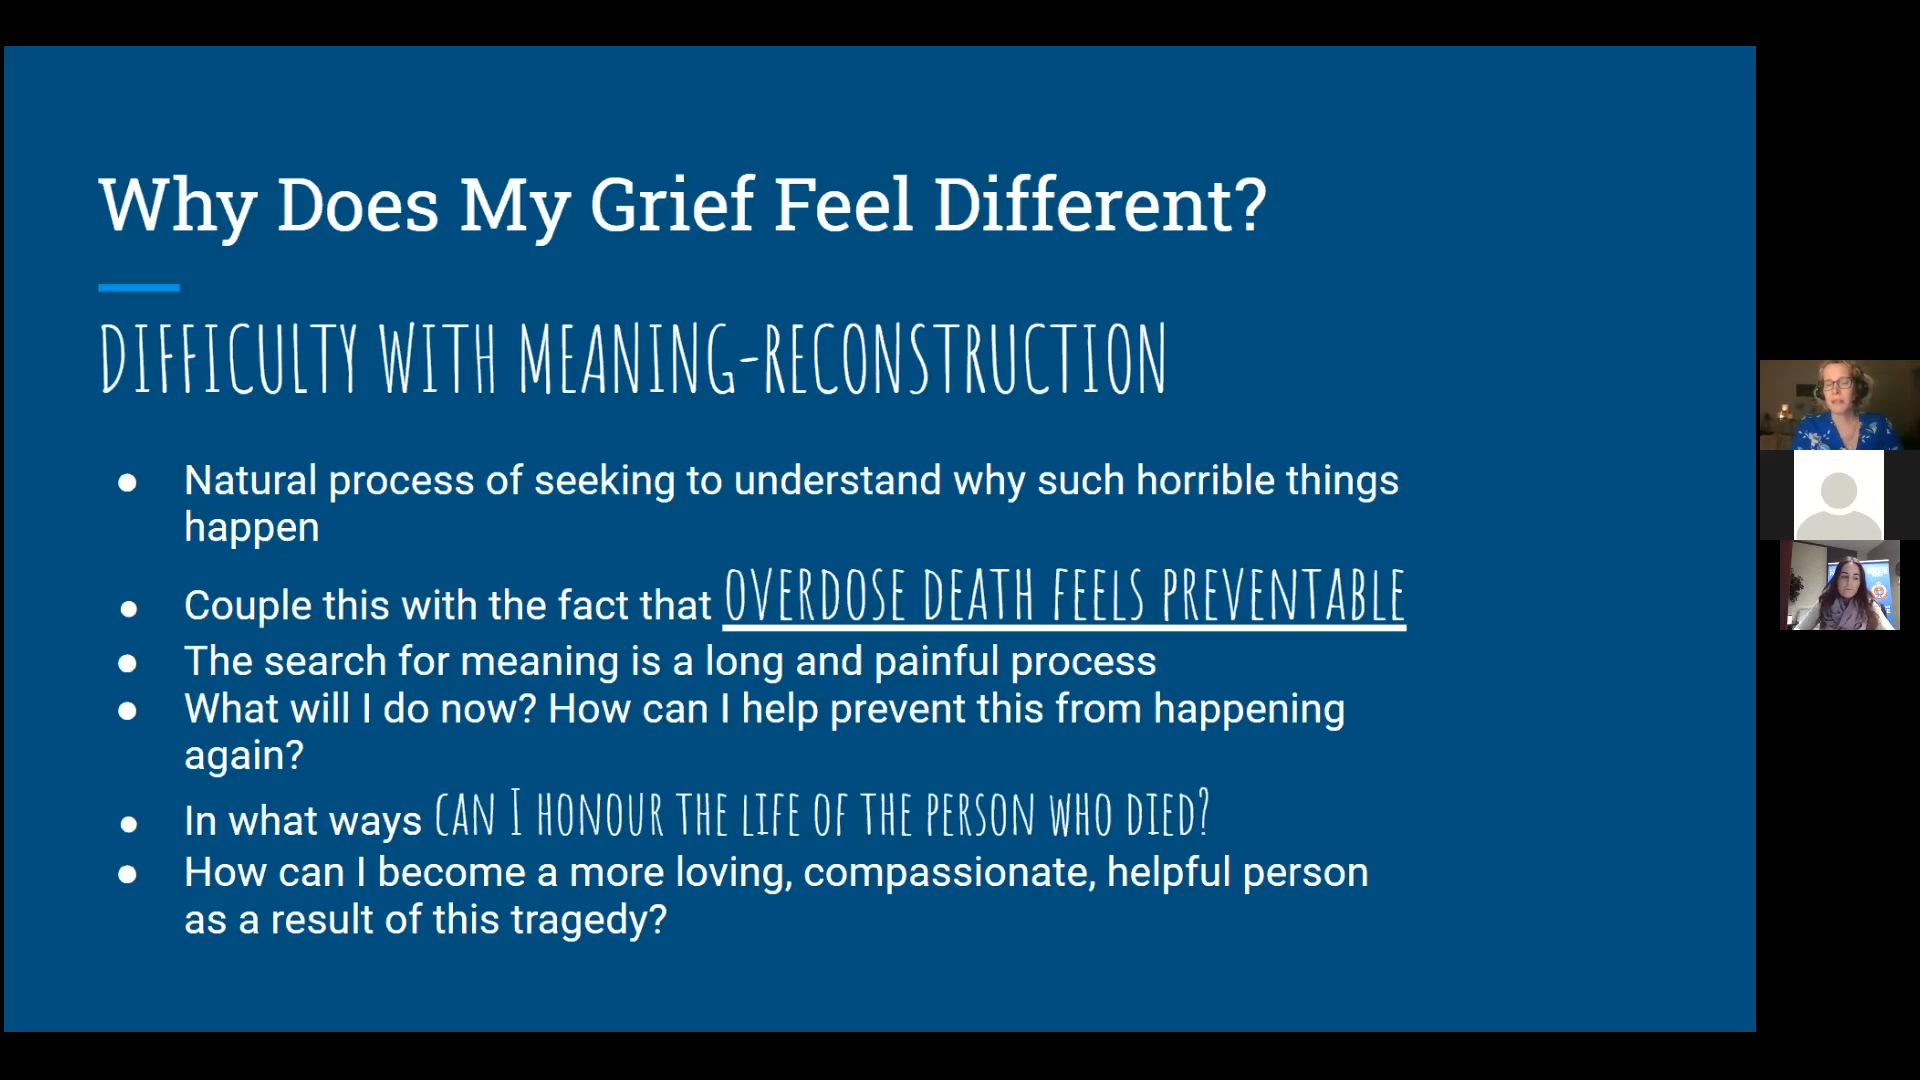 Why Does My Grief Feel Different?
DIFFICULTY WITH MEANING-RECONSTRUCTION
● Natural process of seeking to understand why such horrible things
happen
● Couple this with the fact that OVERDOSE DEATH FEELS PREVENTABLE
● The search for meaning is a long and painful process
● What will I do now? How can I help prevent this from happening
again?
● In what ways CAN I HONOUR THE LIFE OF THE PERSON WHO DIED?
● How can I become a more loving, compassionate, helpful person
as a result of this tragedy?